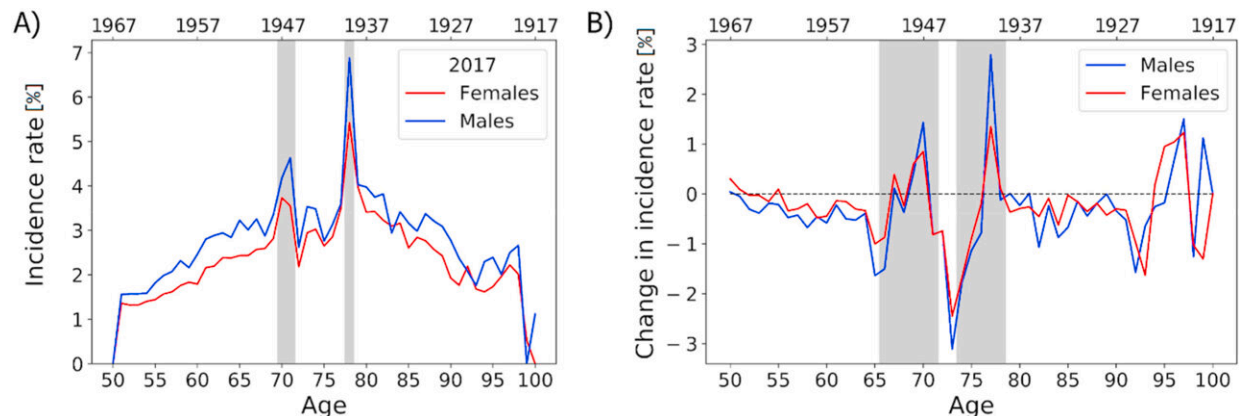 A)
1967 1957 1947 1937 1927 1917
Incidence rate [%]
7
6
5
4
3
2
1
0
2017
Females
Males
50 55 60 65 70 75 80 85 90 95 100
Age
B)
1967 1957 1947 1937 1927 1917
Change in incidence rate [%]
3
2
1
0
−1
−2
−3
Males
Females
50 55 60 65 70 75 80 85 90 95 100
Age